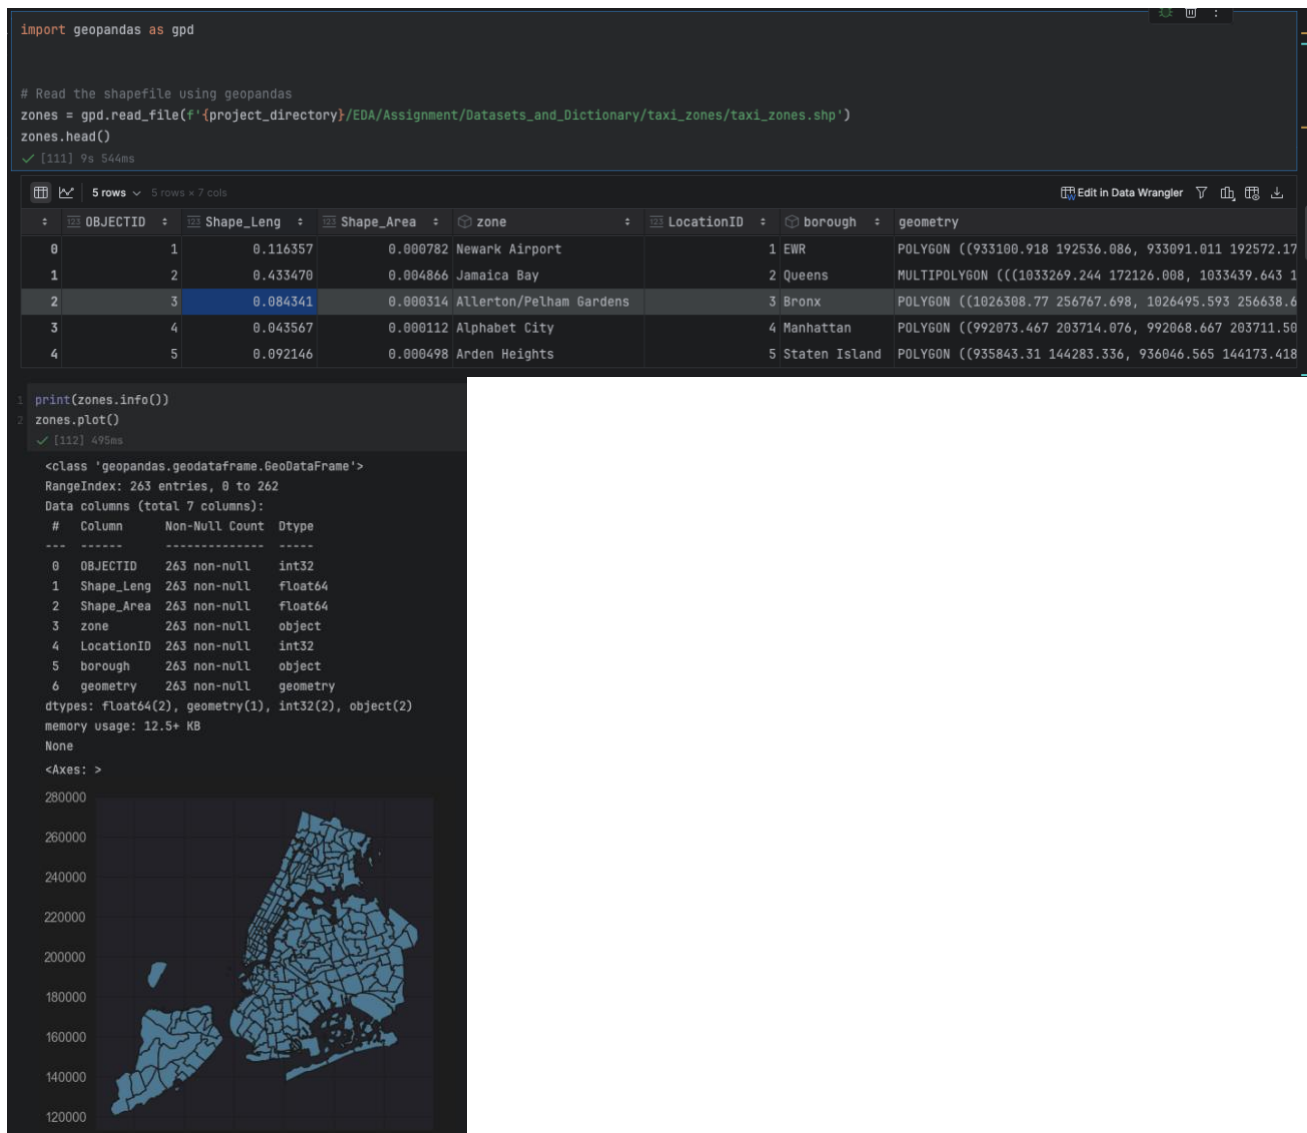 import geopandas as gpd
# Read the shapefile using geopandas
zones = gpd.read_file(f'{project_directory}/EDA/Assignment/Datasets_and_Dictionary/taxi_zones/taxi_zones.shp')
zones.head()
[111] 9s 544ms
5 rows 5 rows × 7 cols Edit in Data Wrangler
123 OBJECTID 123 Shape_Leng 123 Shape_Area zone 123 LocationID borough geometry
0 1 0.116357 0.000782 Newark Airport 1 EWR POLYGON ((933100.918 192536.086, 933091.011 192572.17
1 2 0.433470 0.004866 Jamaica Bay 2 Queens MULTIPOLYGON (((1033269.244 172126.008, 1033439.643 1
2 3 0.084341 0.000314 Allerton/Pelham Gardens 3 Bronx POLYGON ((1026308.77 256767.698, 1026495.593 256638.6
3 4 0.043567 0.000112 Alphabet City 4 Manhattan POLYGON ((992073.467 203714.076, 992068.667 203711.50
4 5 0.092146 0.000498 Arden Heights 5 Staten Island POLYGON ((935843.31 144283.336, 936046.565 144173.418
1 print(zones.info())
2 zones.plot()
[112] 495ms
<class 'geopandas.geodataframe.GeoDataFrame'>
RangeIndex: 263 entries, 0 to 262
Data columns (total 7 columns):
# Column Non-Null Count Dtype
--- ------ -------------- -----
0 OBJECTID 263 non-null int32
1 Shape_Leng 263 non-null float64
2 Shape_Area 263 non-null float64
3 zone 263 non-null object
4 LocationID 263 non-null int32
5 borough 263 non-null object
6 geometry 263 non-null geometry
dtypes: float64(2), geometry(1), int32(2), object(2)
memory usage: 12.5+ KB
None
<Axes: >
280000
260000
240000
220000
200000
180000
160000
140000
120000